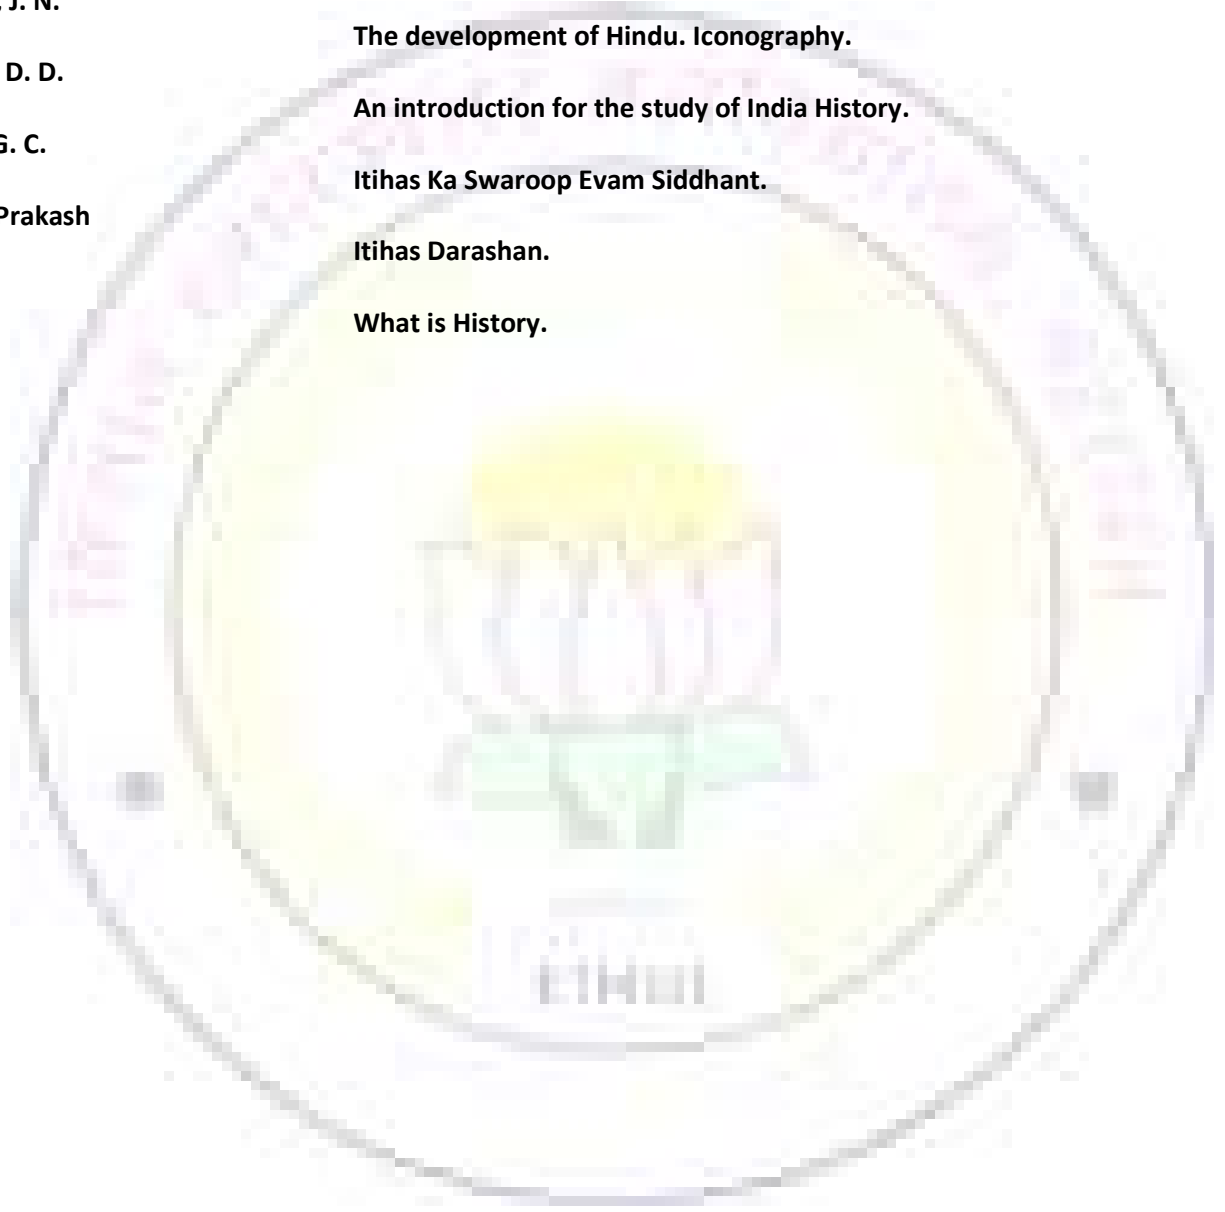 J. N.
The development of Hindu. Iconography.
D. D.
An introduction for the study of India History.
G. C.
Itihas Ka Swaroop Evam Siddhant.
Prakash
Itihas Darashan.
What is History.